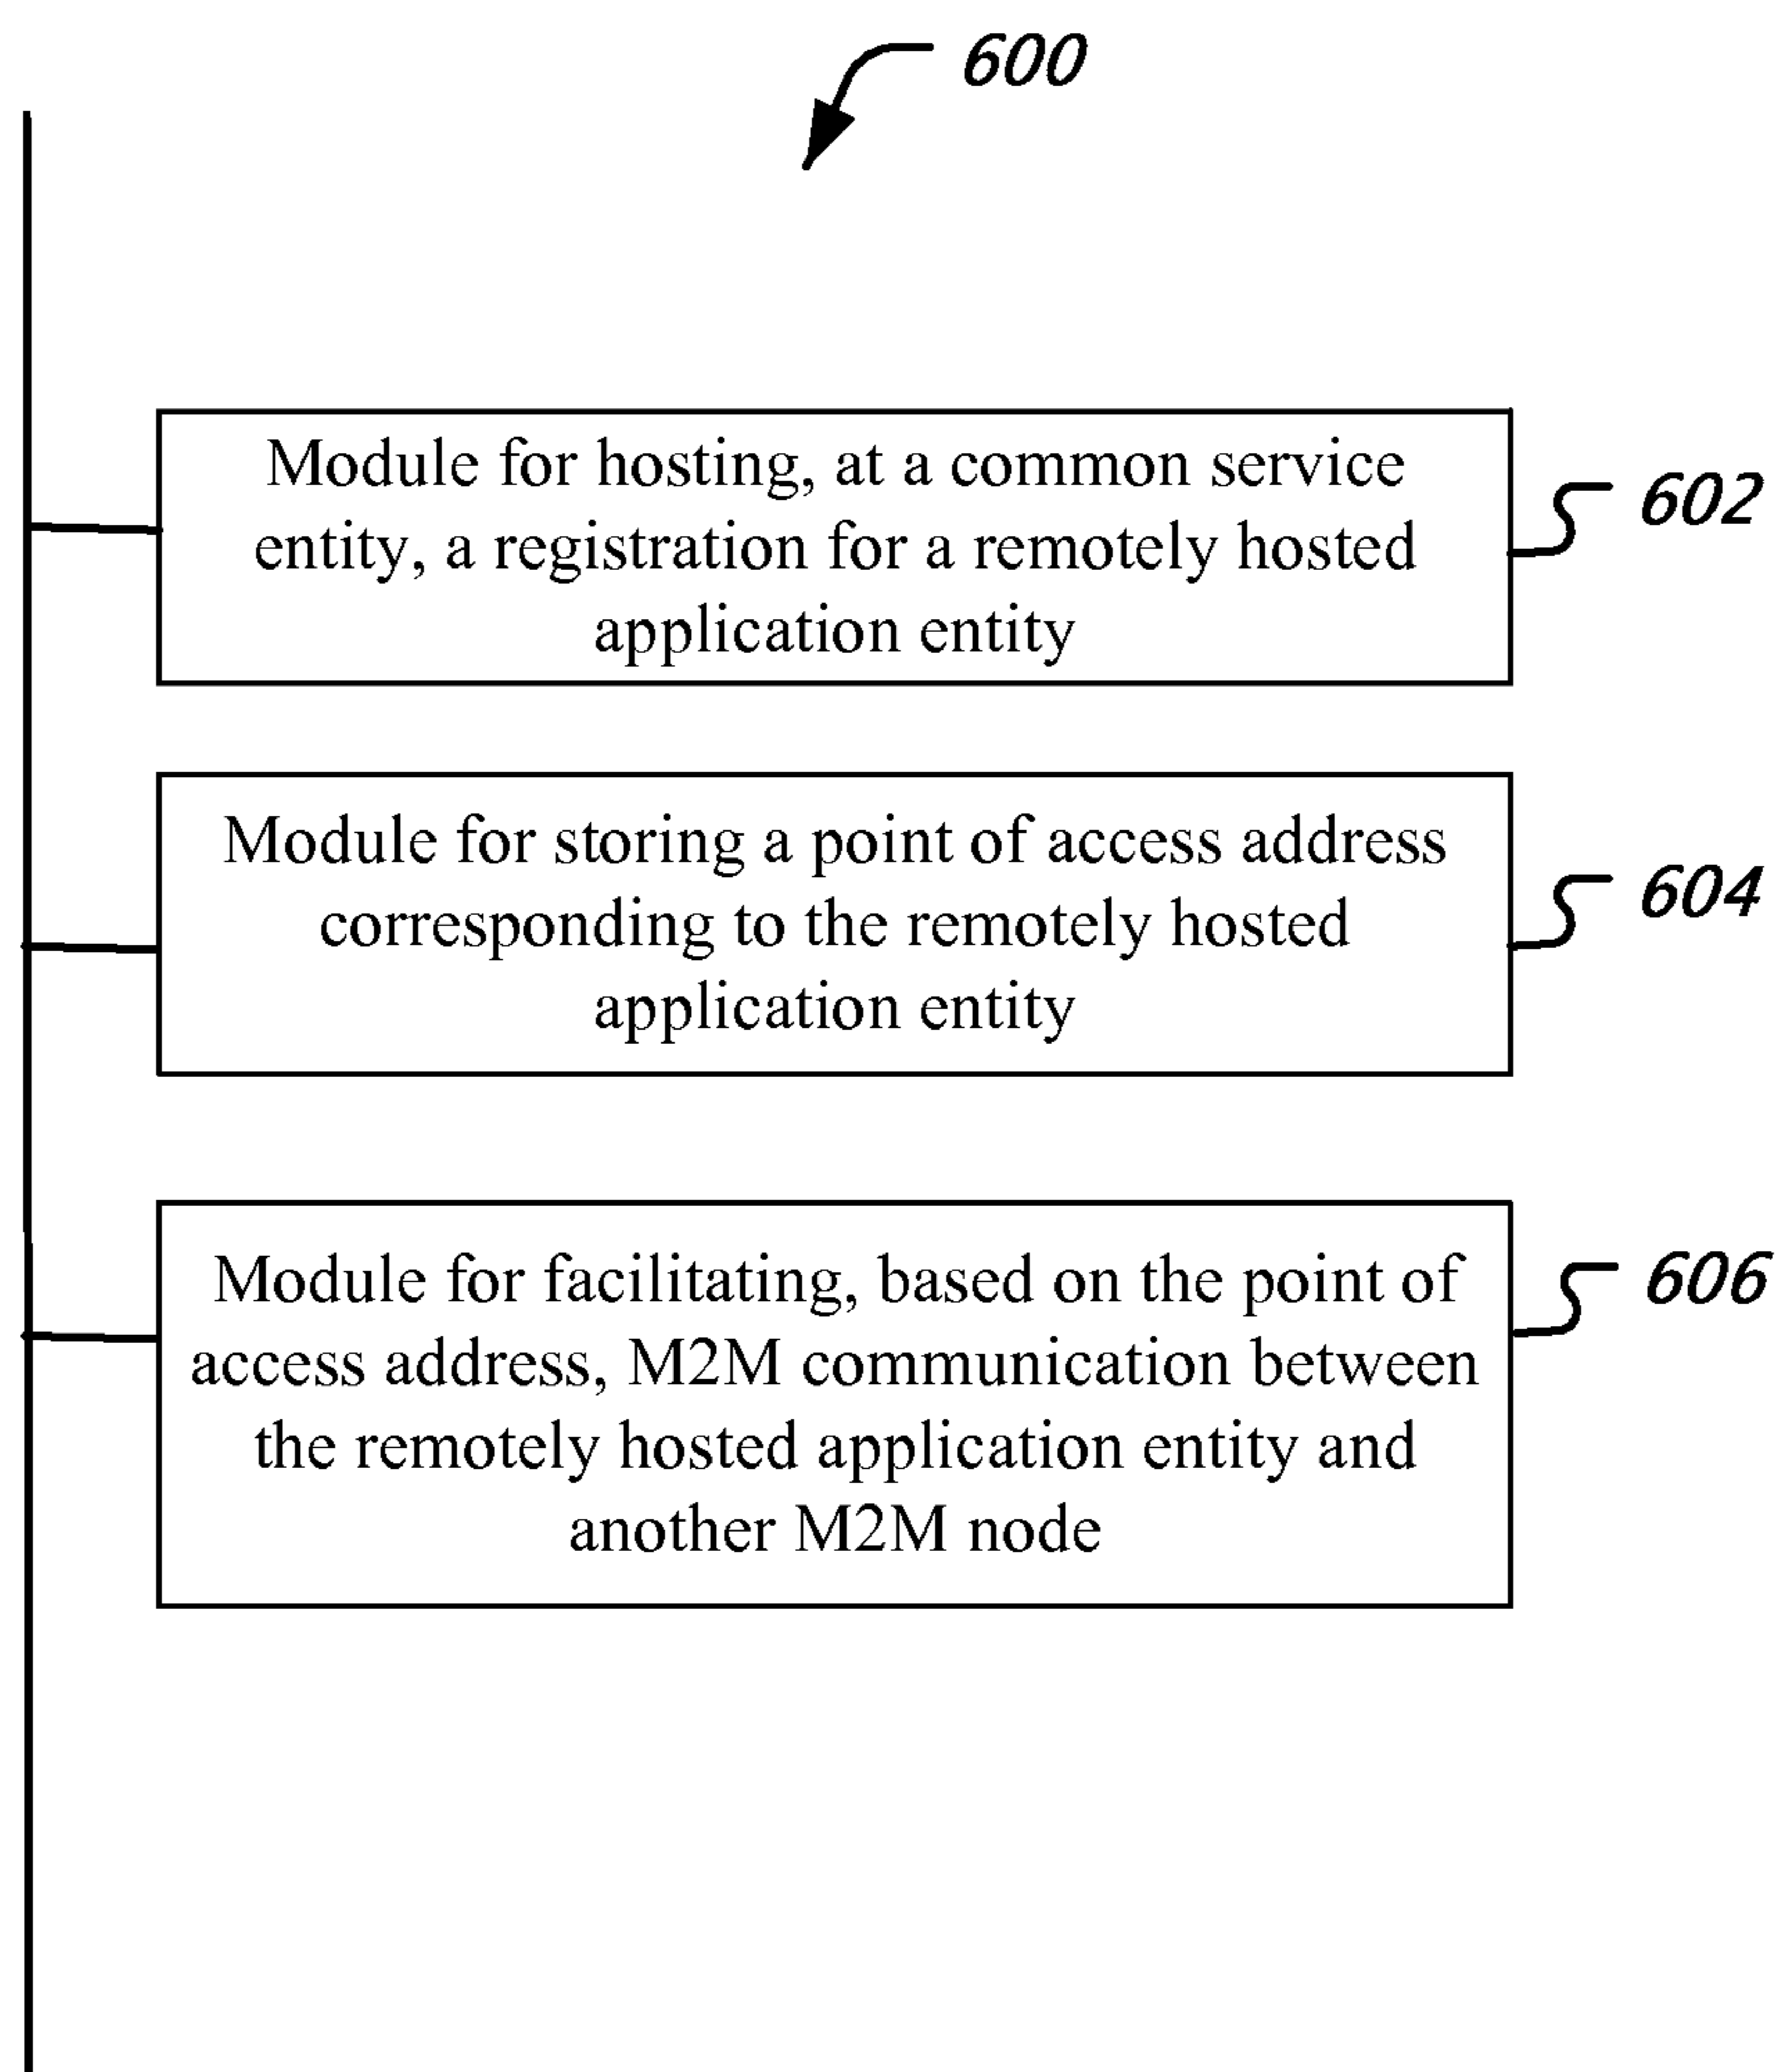 600
Module for hosting, at a common service
entity, a registration for a remotely hosted
application entity
602
Module for storing a point of access address
corresponding to the remotely hosted
application entity
604
Module for facilitating, based on the point of
access address, M2M communication between
the remotely hosted application entity and
another M2M node
606